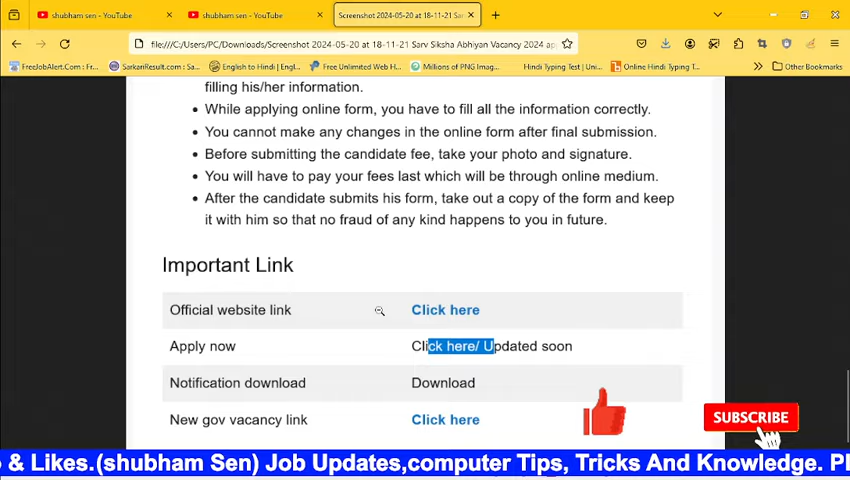 shubham Sen - YouTube
shubham Sen - YouTube
Screenshot 2024-05-20 at 18-11-21 Sarv
file:///C:/Users/PC/Downloads/Screenshot 2024-05-20 at 18-11-21 Sarv Siksha Abhiyan Vacancy 2024 app
FreeJobAlert.Com : Fr...
SarkariResult.com : Sa...
English to Hindi | Engl...
Free Unlimited Web H...
Millions of PNG Imag...
Hindi Typing Test | Uni...
Online Hindi Typing T...
Other Bookmarks
filling his/her information.
• While applying online form, you have to fill all the information correctly.
• You cannot make any changes in the online form after final submission.
• Before submitting the candidate fee, take your photo and signature.
• You will have to pay your fees last which will be through online medium.
• After the candidate submits his form, take out a copy of the form and keep
it with him so that no fraud of any kind happens to you in future.
Important Link
Official website link Click here
Apply now Click here/ Updated soon
Notification download Download
New gov vacancy link Click here
SUBSCRIBE
& Likes.(shubham Sen) Job Updates,computer Tips, Tricks And Knowledge.